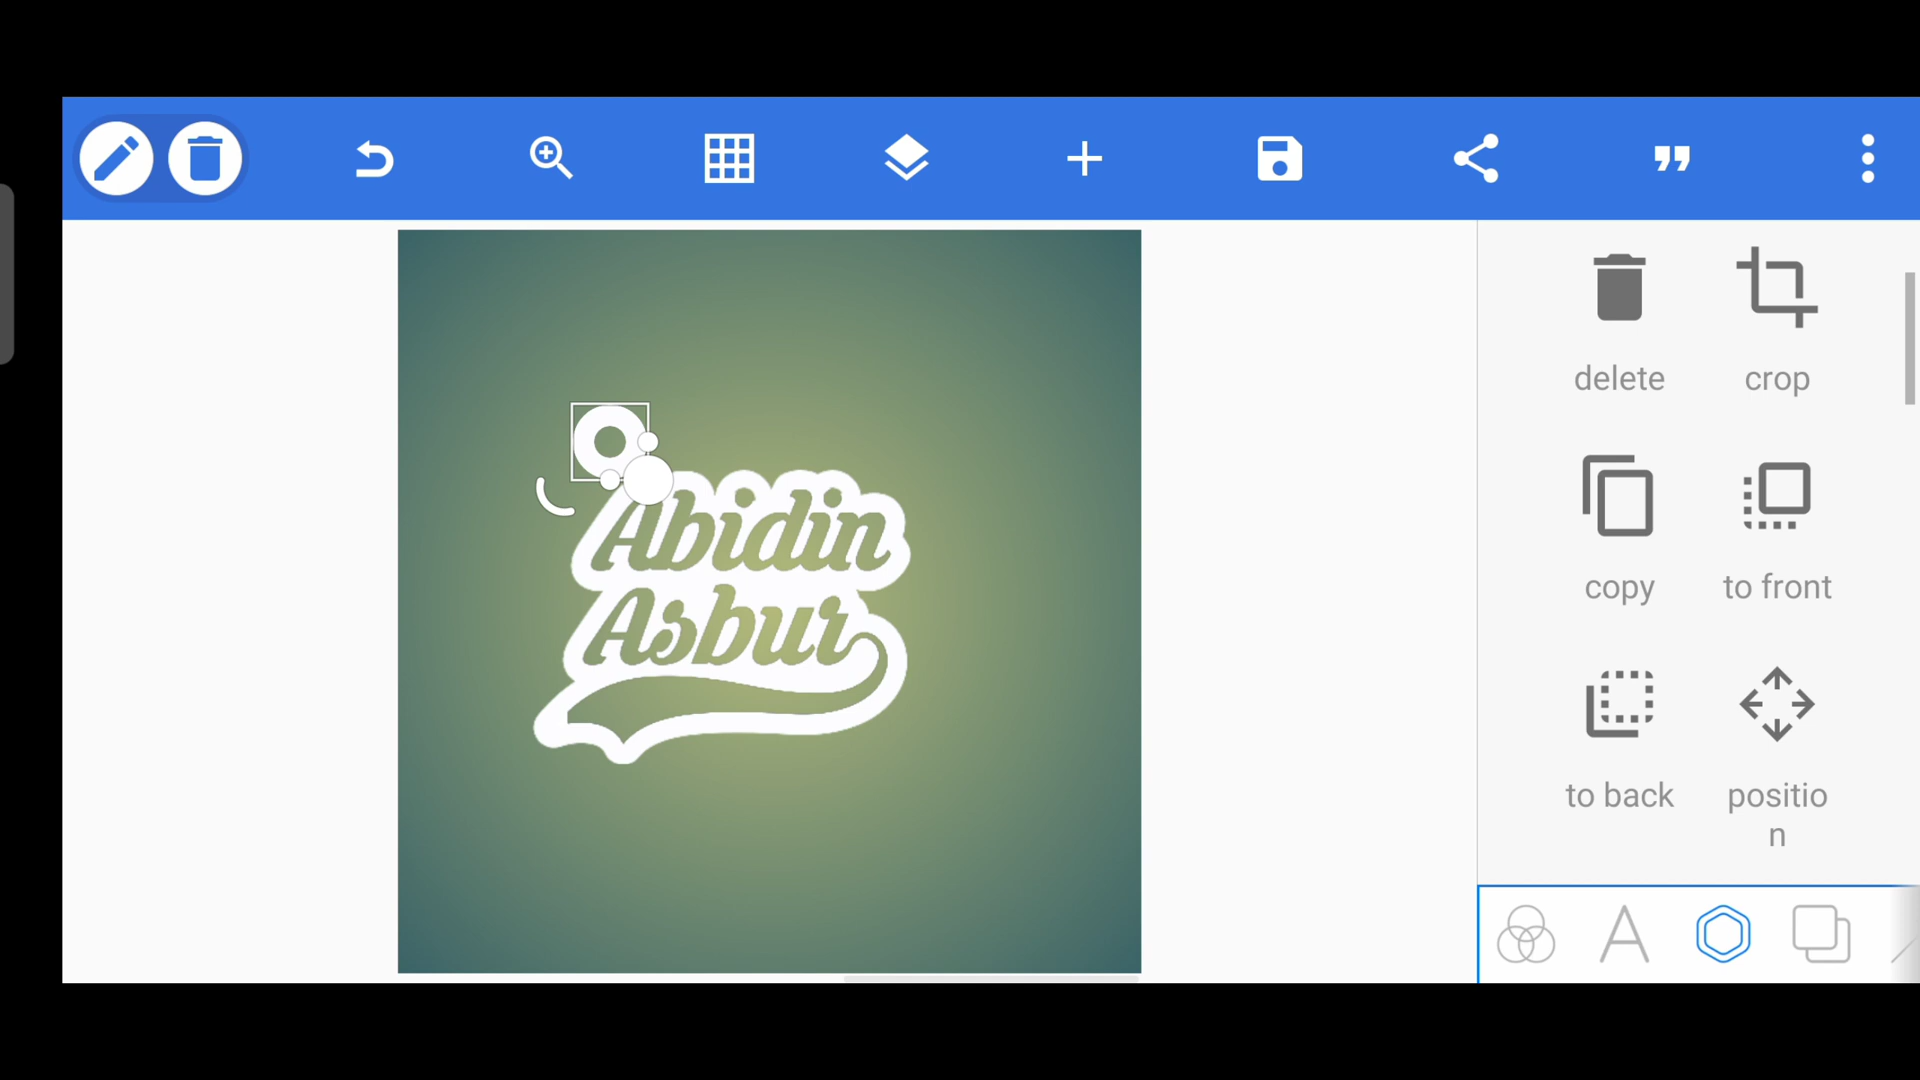 delete
crop
Abidin
Asbur
copy
to front
to back
positio
n